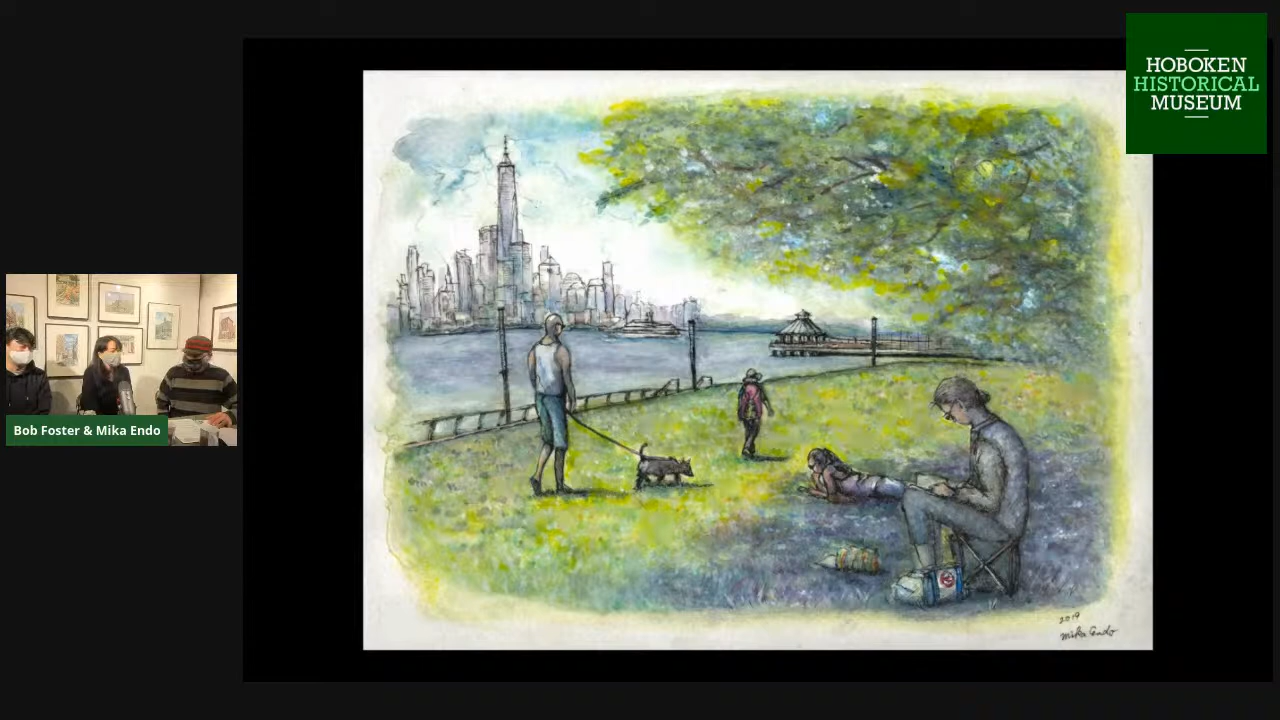 HOBOKEN
HISTORICAL
MUSEUM
Bob Foster & Mika Endo
2019
Mika Endo